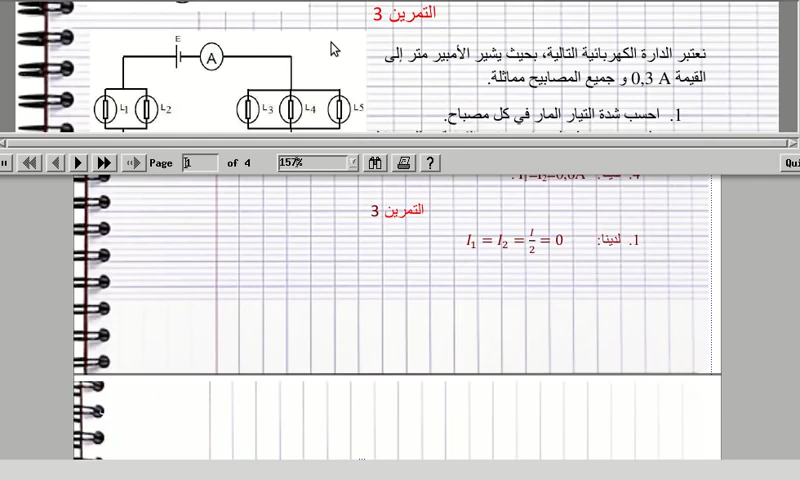 التمرين 3
نعتبر الدارة الكهربائية التالية، بحيث يشير الأمبير متر إلى
القيمة 0,3 A و جميع المصابيح مماثلة.
1. احسب شدة التيار المار في كل مصباح.
E
A
L1 L2 L3 L4 L5
Page 1 of 4 157% ?
Qui
التمرين 3
1. لدينا: I₁ = I₂ = I/2 = 0